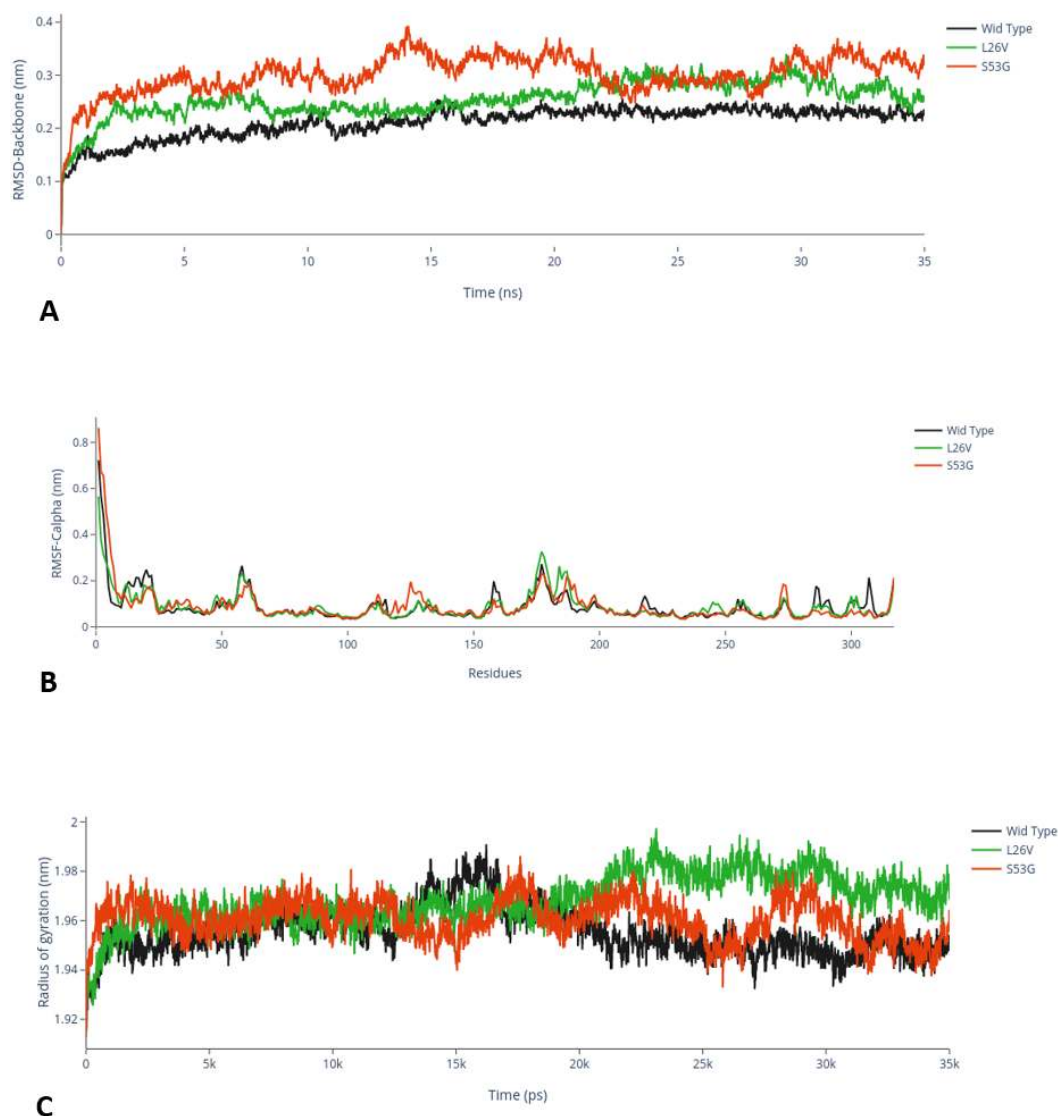 RMSD-Backbone (nm)
0.4
0.3
0.2
0.1
0
0 5 10 15 20 25 30 35
Time (ns)
Wid Type
L26V
S53G
A
RMSF-Calpha (nm)
0.8
0.6
0.4
0.2
0
0 50 100 150 200 250 300
Residues
Wid Type
L26V
S53G
B
Radius of gyration (nm)
2
1.98
1.96
1.94
1.92
0 5k 10k 15k 20k 25k 30k 35k
Time (ps)
Wid Type
L26V
S53G
C